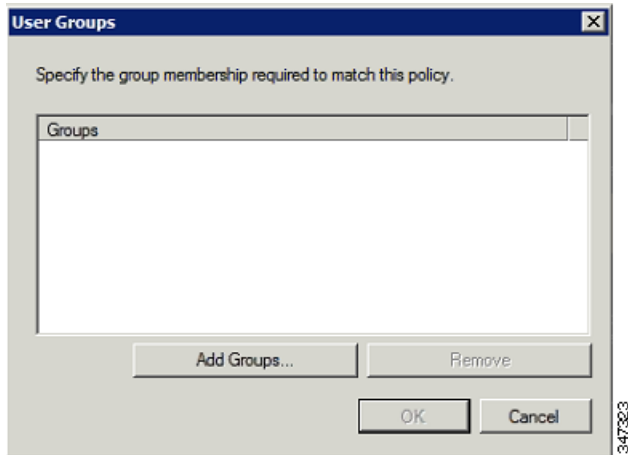 User Groups
Specify the group membership required to match this policy.
Groups
Add Groups...
Remove
OK
Cancel
347323